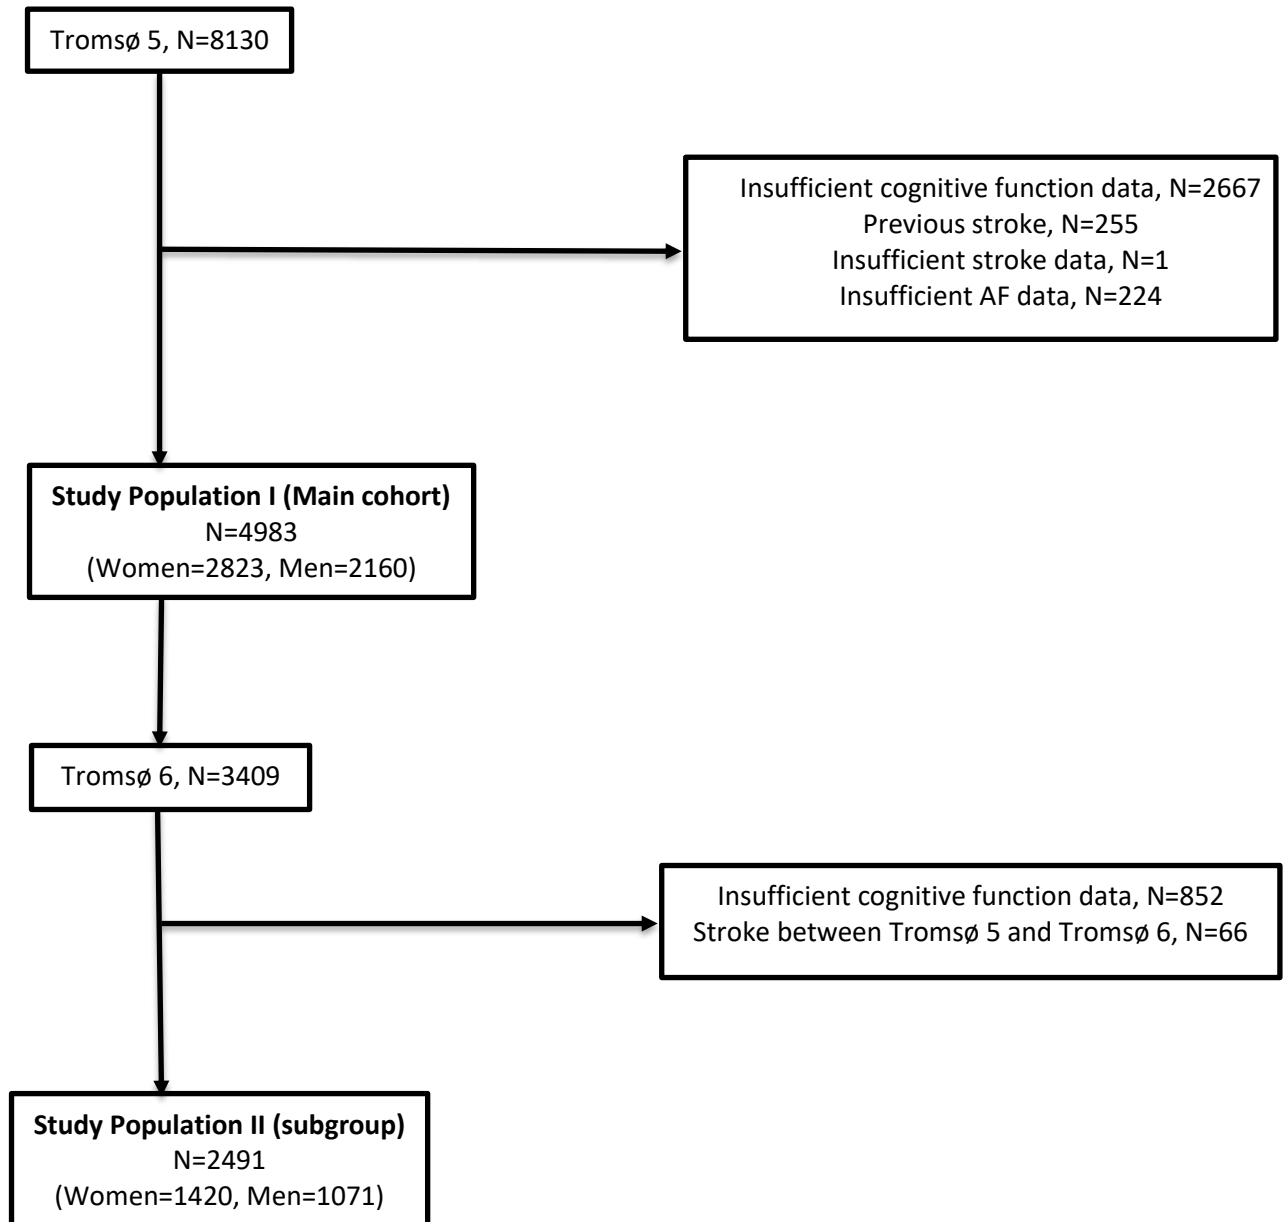 Tromsø 5, N=8130
Insufficient cognitive function data, N=2667
Previous stroke, N=255
Insufficient stroke data, N=1
Insufficient AF data, N=224
Study Population I (Main cohort)
N=4983
(Women=2823, Men=2160)
Tromsø 6, N=3409
Insufficient cognitive function data, N=852
Stroke between Tromsø 5 and Tromsø 6, N=66
Study Population II (subgroup)
N=2491
(Women=1420, Men=1071)